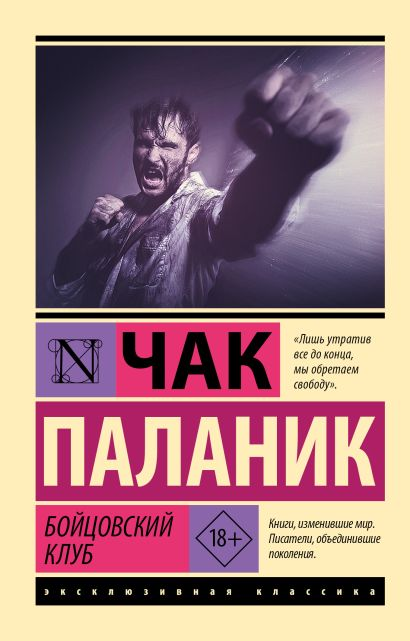 N
ЧАК
«Лишь утратив
все до конца,
мы обретаем
свободу».
ПАЛАНИК
БОЙЦОВСКИЙ
КЛУБ
18+
Книги, изменившие мир.
Писатели, объединившие
поколения.
эксклюзивная классика